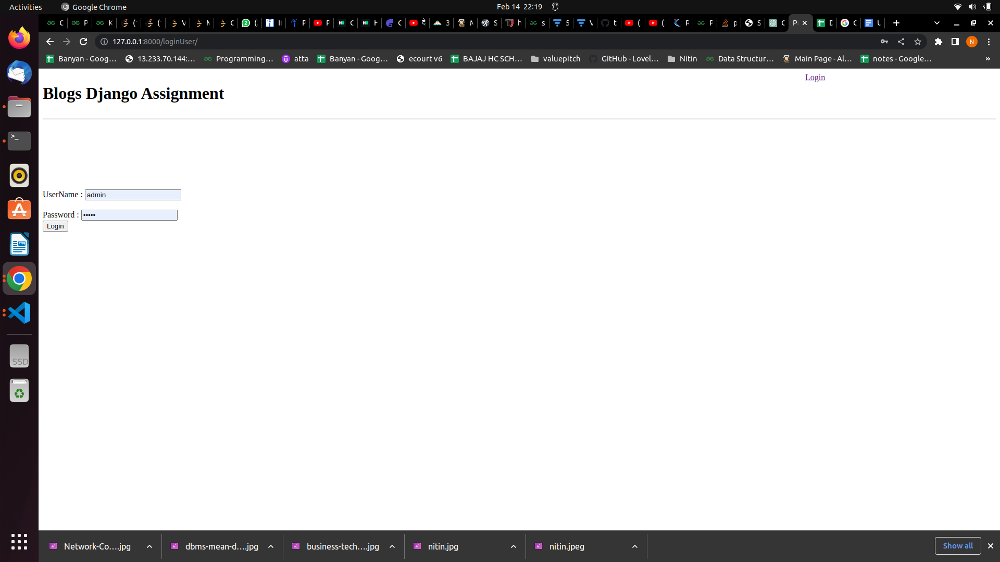 Activities Google Chrome Feb 14 22:19
127.0.0.1:8000/loginUser/ N
Banyan - Goog... 13.233.70.144:... Programming... atta Banyan - Goog... ecourt v6 BAJAJ HC SCH... valuepitch GitHub - Lovel... Nitin Data Structur... Main Page - Al... notes - Google... »
Login
Blogs Django Assignment
UserName : admin
Password : •••••
Login
SSD
Network-Co....jpg dbms-mean-d....jpg business-tech....jpg nitin.jpg nitin.jpeg Show all